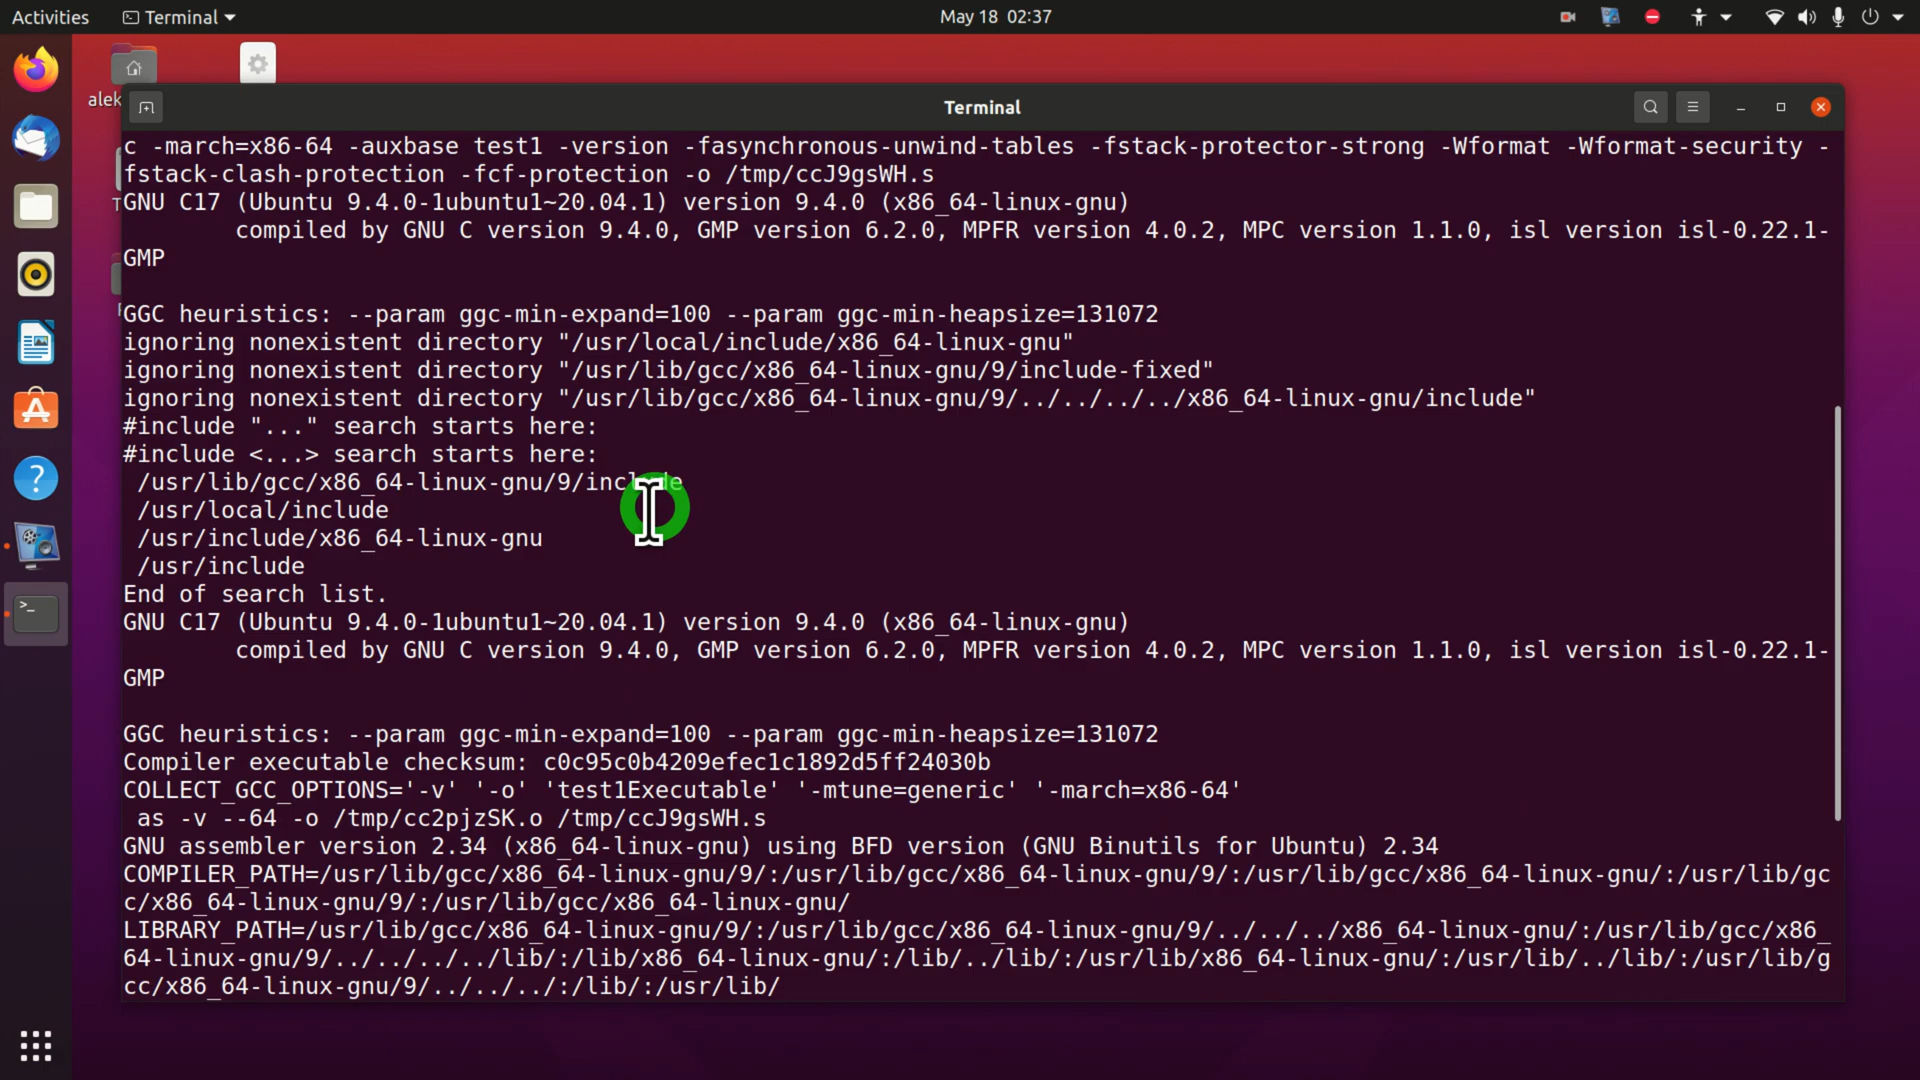 Activities Terminal May 18 02:37
alek
Terminal
c -march=x86-64 -auxbase test1 -version -fasynchronous-unwind-tables -fstack-protector-strong -Wformat -Wformat-security -
fstack-clash-protection -fcf-protection -o /tmp/ccJ9gsWH.s
GNU C17 (Ubuntu 9.4.0-1ubuntu1~20.04.1) version 9.4.0 (x86_64-linux-gnu)
compiled by GNU C version 9.4.0, GMP version 6.2.0, MPFR version 4.0.2, MPC version 1.1.0, isl version isl-0.22.1-
GMP
GGC heuristics: --param ggc-min-expand=100 --param ggc-min-heapsize=131072
ignoring nonexistent directory "/usr/local/include/x86_64-linux-gnu"
ignoring nonexistent directory "/usr/lib/gcc/x86_64-linux-gnu/9/include-fixed"
ignoring nonexistent directory "/usr/lib/gcc/x86_64-linux-gnu/9/../../../../x86_64-linux-gnu/include"
#include "..." search starts here:
#include <...> search starts here:
/usr/lib/gcc/x86_64-linux-gnu/9/include
/usr/local/include
/usr/include/x86_64-linux-gnu
/usr/include
End of search list.
GNU C17 (Ubuntu 9.4.0-1ubuntu1~20.04.1) version 9.4.0 (x86_64-linux-gnu)
compiled by GNU C version 9.4.0, GMP version 6.2.0, MPFR version 4.0.2, MPC version 1.1.0, isl version isl-0.22.1-
GMP
GGC heuristics: --param ggc-min-expand=100 --param ggc-min-heapsize=131072
Compiler executable checksum: c0c95c0b4209efec1c1892d5ff24030b
COLLECT_GCC_OPTIONS='-v' '-o' 'test1Executable' '-mtune=generic' '-march=x86-64'
as -v --64 -o /tmp/cc2pjzSK.o /tmp/ccJ9gsWH.s
GNU assembler version 2.34 (x86_64-linux-gnu) using BFD version (GNU Binutils for Ubuntu) 2.34
COMPILER_PATH=/usr/lib/gcc/x86_64-linux-gnu/9/:/usr/lib/gcc/x86_64-linux-gnu/9/:/usr/lib/gcc/x86_64-linux-gnu/:/usr/lib/gc
c/x86_64-linux-gnu/9/:/usr/lib/gcc/x86_64-linux-gnu/
LIBRARY_PATH=/usr/lib/gcc/x86_64-linux-gnu/9/:/usr/lib/gcc/x86_64-linux-gnu/9/../../../x86_64-linux-gnu/:/usr/lib/gcc/x86_
64-linux-gnu/9/../../../../lib/:/lib/x86_64-linux-gnu/:/lib/../lib/:/usr/lib/x86_64-linux-gnu/:/usr/lib/../lib/:/usr/lib/g
cc/x86_64-linux-gnu/9/../../../:/lib/:/usr/lib/